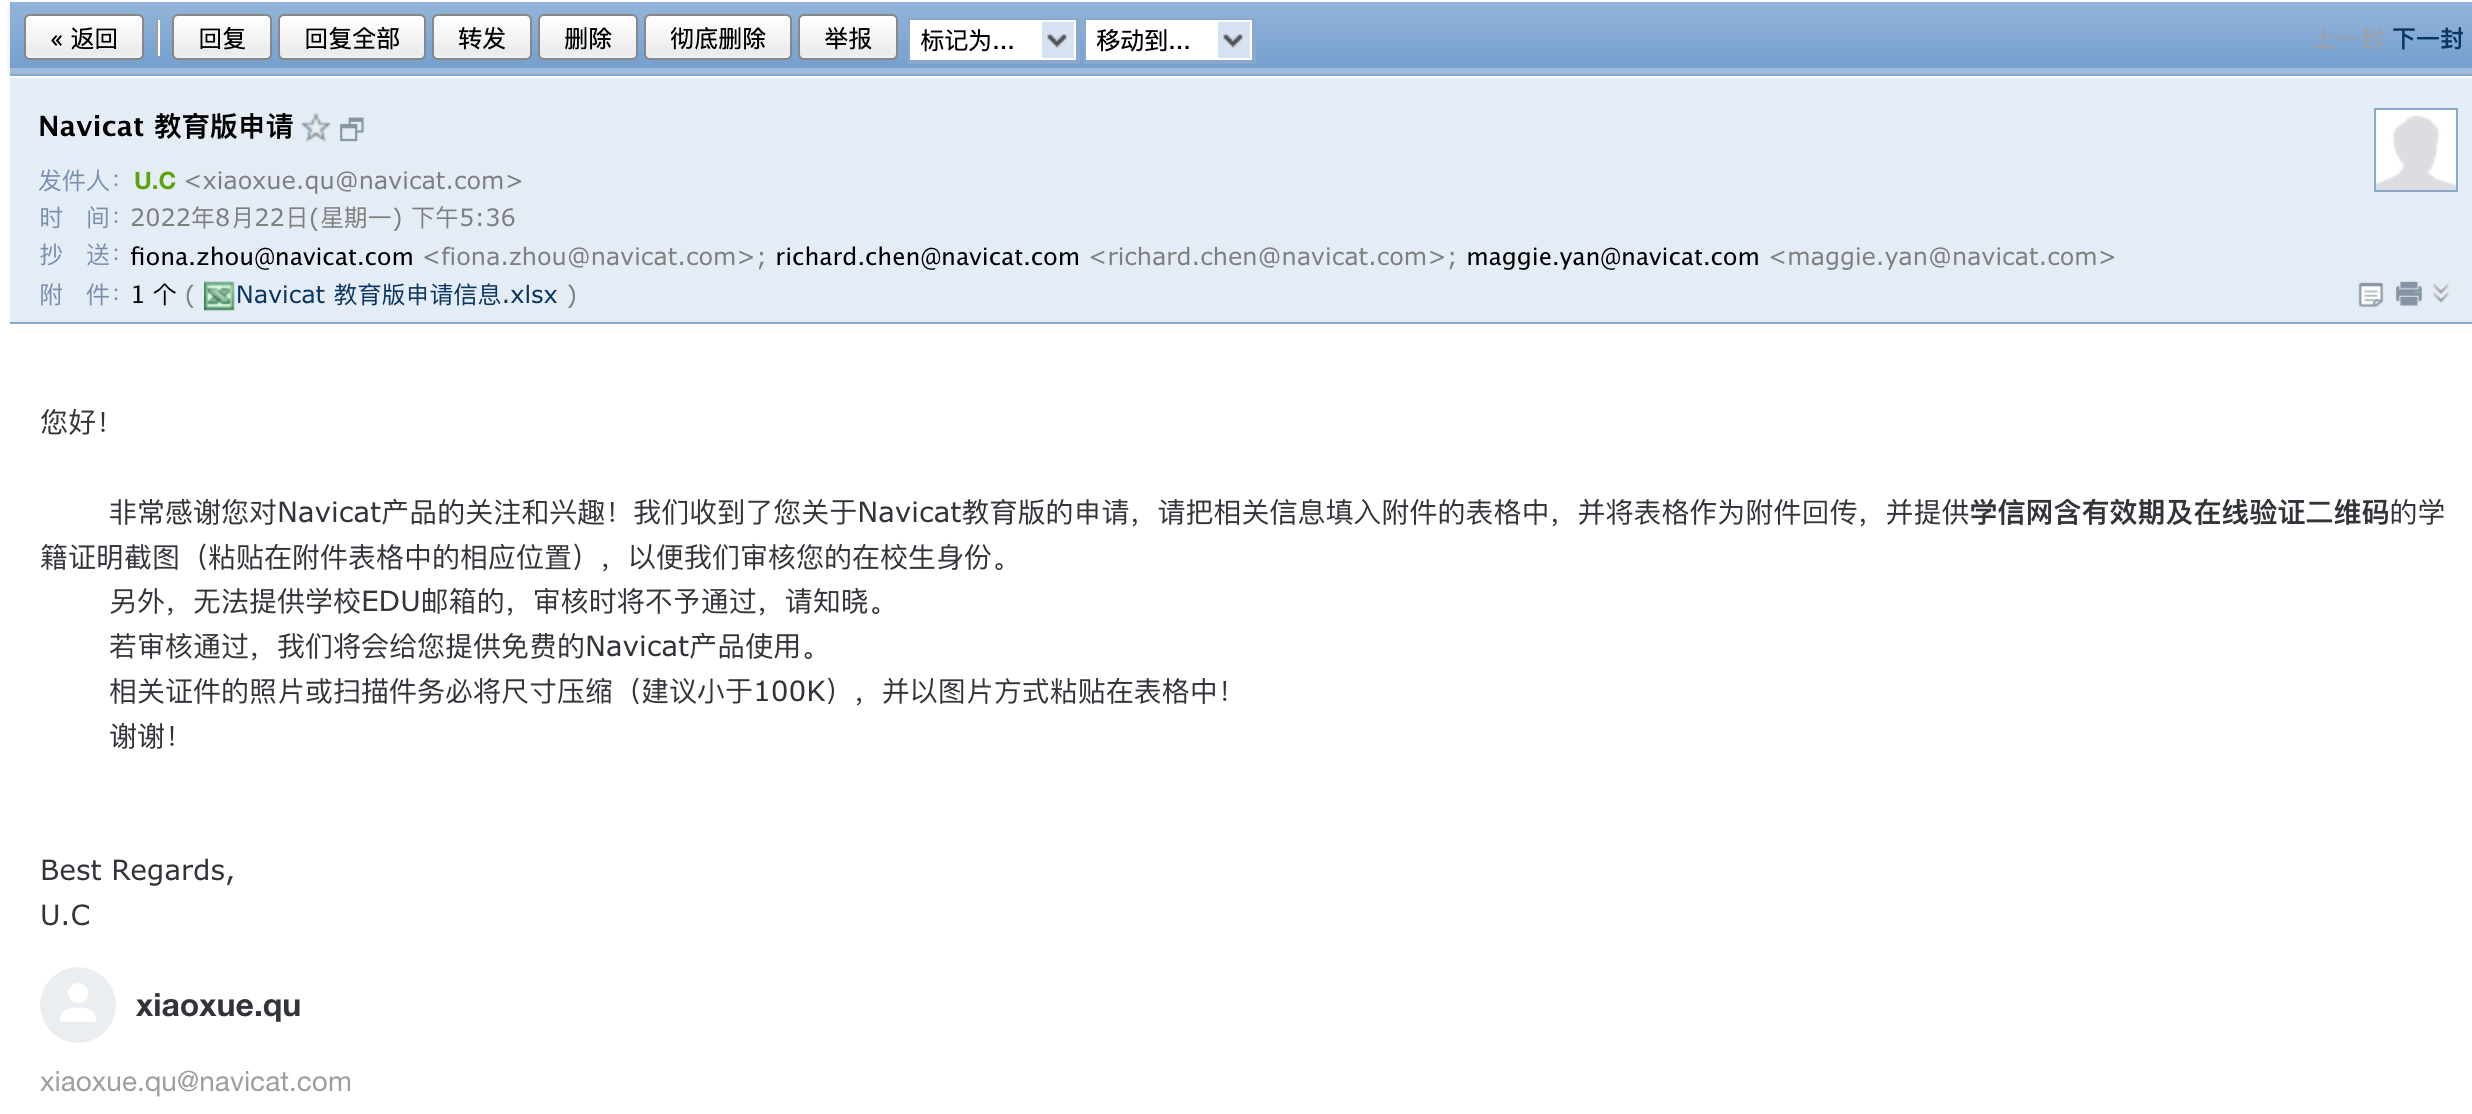 « 返回 回复 回复全部 转发 删除 彻底删除 举报 标记为... 移动到... 上一封 下一封
Navicat 教育版申请
发件人: U.C <xiaoxue.qu@navicat.com>
时 间: 2022年8月22日(星期一) 下午5:36
抄 送: fiona.zhou@navicat.com <fiona.zhou@navicat.com>; richard.chen@navicat.com <richard.chen@navicat.com>; maggie.yan@navicat.com <maggie.yan@navicat.com>
附 件: 1 个 ( Navicat 教育版申请信息.xlsx )
您好！
非常感谢您对Navicat产品的关注和兴趣！我们收到了您关于Navicat教育版的申请，请把相关信息填入附件的表格中，并将表格作为附件回传，并提供学信网含有效期及在线验证二维码的学
籍证明截图（粘贴在附件表格中的相应位置），以便我们审核您的在校生身份。
另外，无法提供学校EDU邮箱的，审核时将不予通过，请知晓。
若审核通过，我们将会给您提供免费的Navicat产品使用。
相关证件的照片或扫描件务必将尺寸压缩（建议小于100K），并以图片方式粘贴在表格中！
谢谢！
Best Regards,
U.C
xiaoxue.qu
xiaoxue.qu@navicat.com